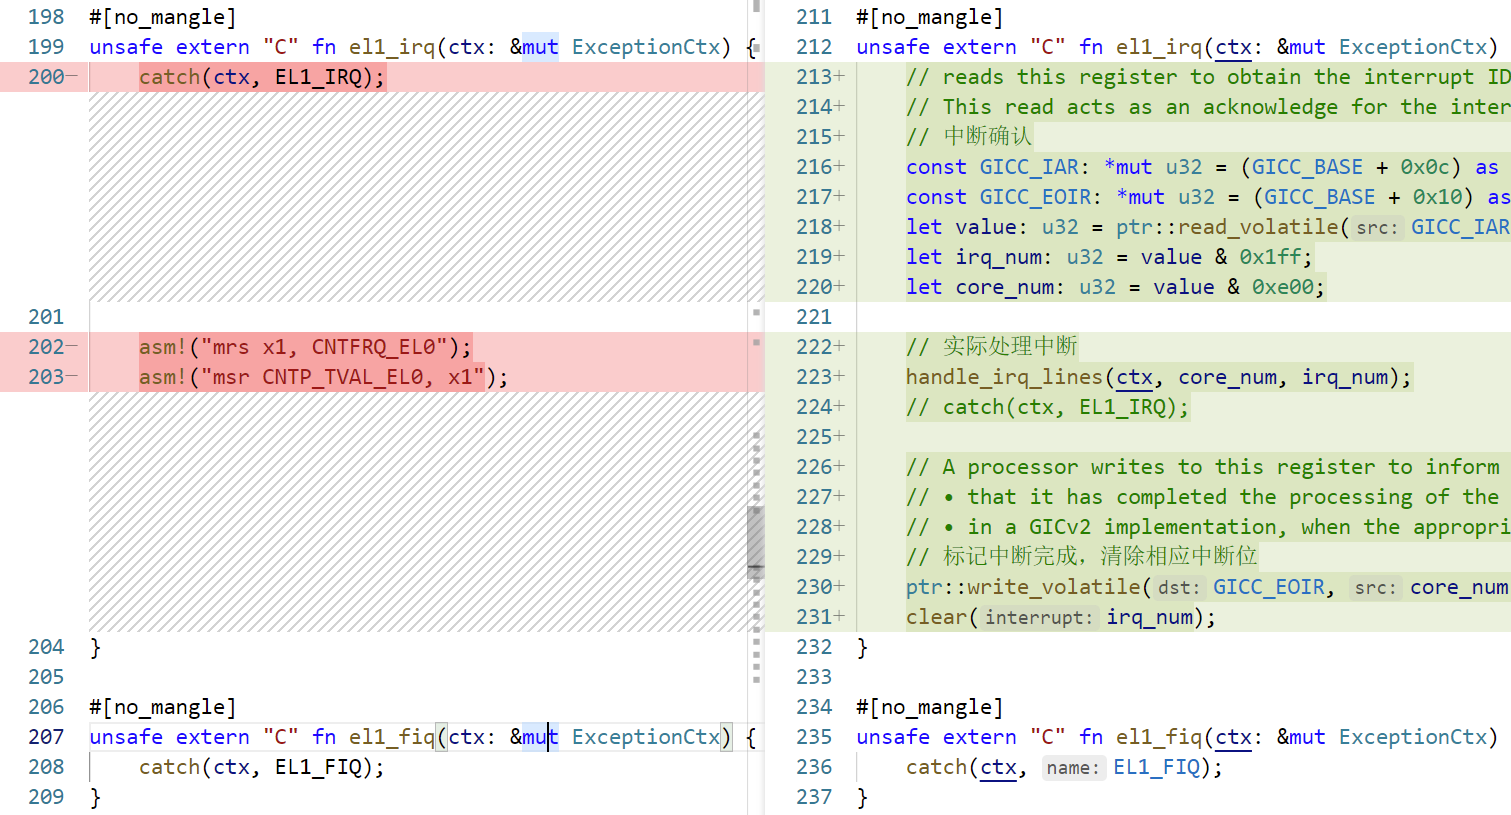 198 #[no_mangle]
199 unsafe extern "C" fn el1_irq(ctx: &mut ExceptionCtx) {
200− catch(ctx, EL1_IRQ);
201
202− asm!("mrs x1, CNTFRQ_EL0");
203− asm!("msr CNTP_TVAL_EL0, x1");
204 }
205
206 #[no_mangle]
207 unsafe extern "C" fn el1_fiq(ctx: &mut ExceptionCtx) {
208 catch(ctx, EL1_FIQ);
209 }
211 #[no_mangle]
212 unsafe extern "C" fn el1_irq(ctx: &mut ExceptionCtx)
213+ // reads this register to obtain the interrupt ID
214+ // This read acts as an acknowledge for the inter
215+ // 中断确认
216+ const GICC_IAR: *mut u32 = (GICC_BASE + 0x0c) as
217+ const GICC_EOIR: *mut u32 = (GICC_BASE + 0x10) as
218+ let value: u32 = ptr::read_volatile(src: GICC_IAR
219+ let irq_num: u32 = value & 0x1ff;
220+ let core_num: u32 = value & 0xe00;
221
222+ // 实际处理中断
223+ handle_irq_lines(ctx, core_num, irq_num);
224+ // catch(ctx, EL1_IRQ);
225+
226+ // A processor writes to this register to inform
227+ // • that it has completed the processing of the
228+ // • in a GICv2 implementation, when the appropri
229+ // 标记中断完成，清除相应中断位
230+ ptr::write_volatile(dst: GICC_EOIR, src: core_num
231+ clear(interrupt: irq_num);
232 }
233
234 #[no_mangle]
235 unsafe extern "C" fn el1_fiq(ctx: &mut ExceptionCtx)
236 catch(ctx, name: EL1_FIQ);
237 }